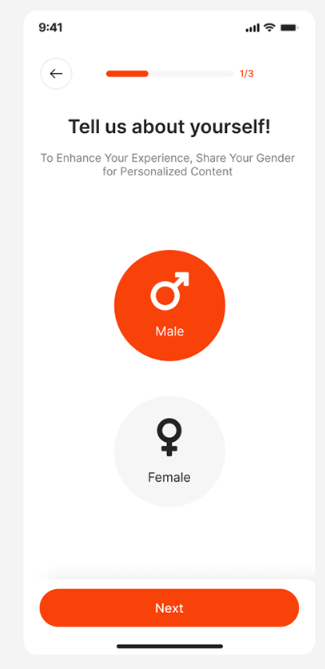 9:41
1/3
Tell us about yourself!
To Enhance Your Experience, Share Your Gender
for Personalized Content
Male
Female
Next